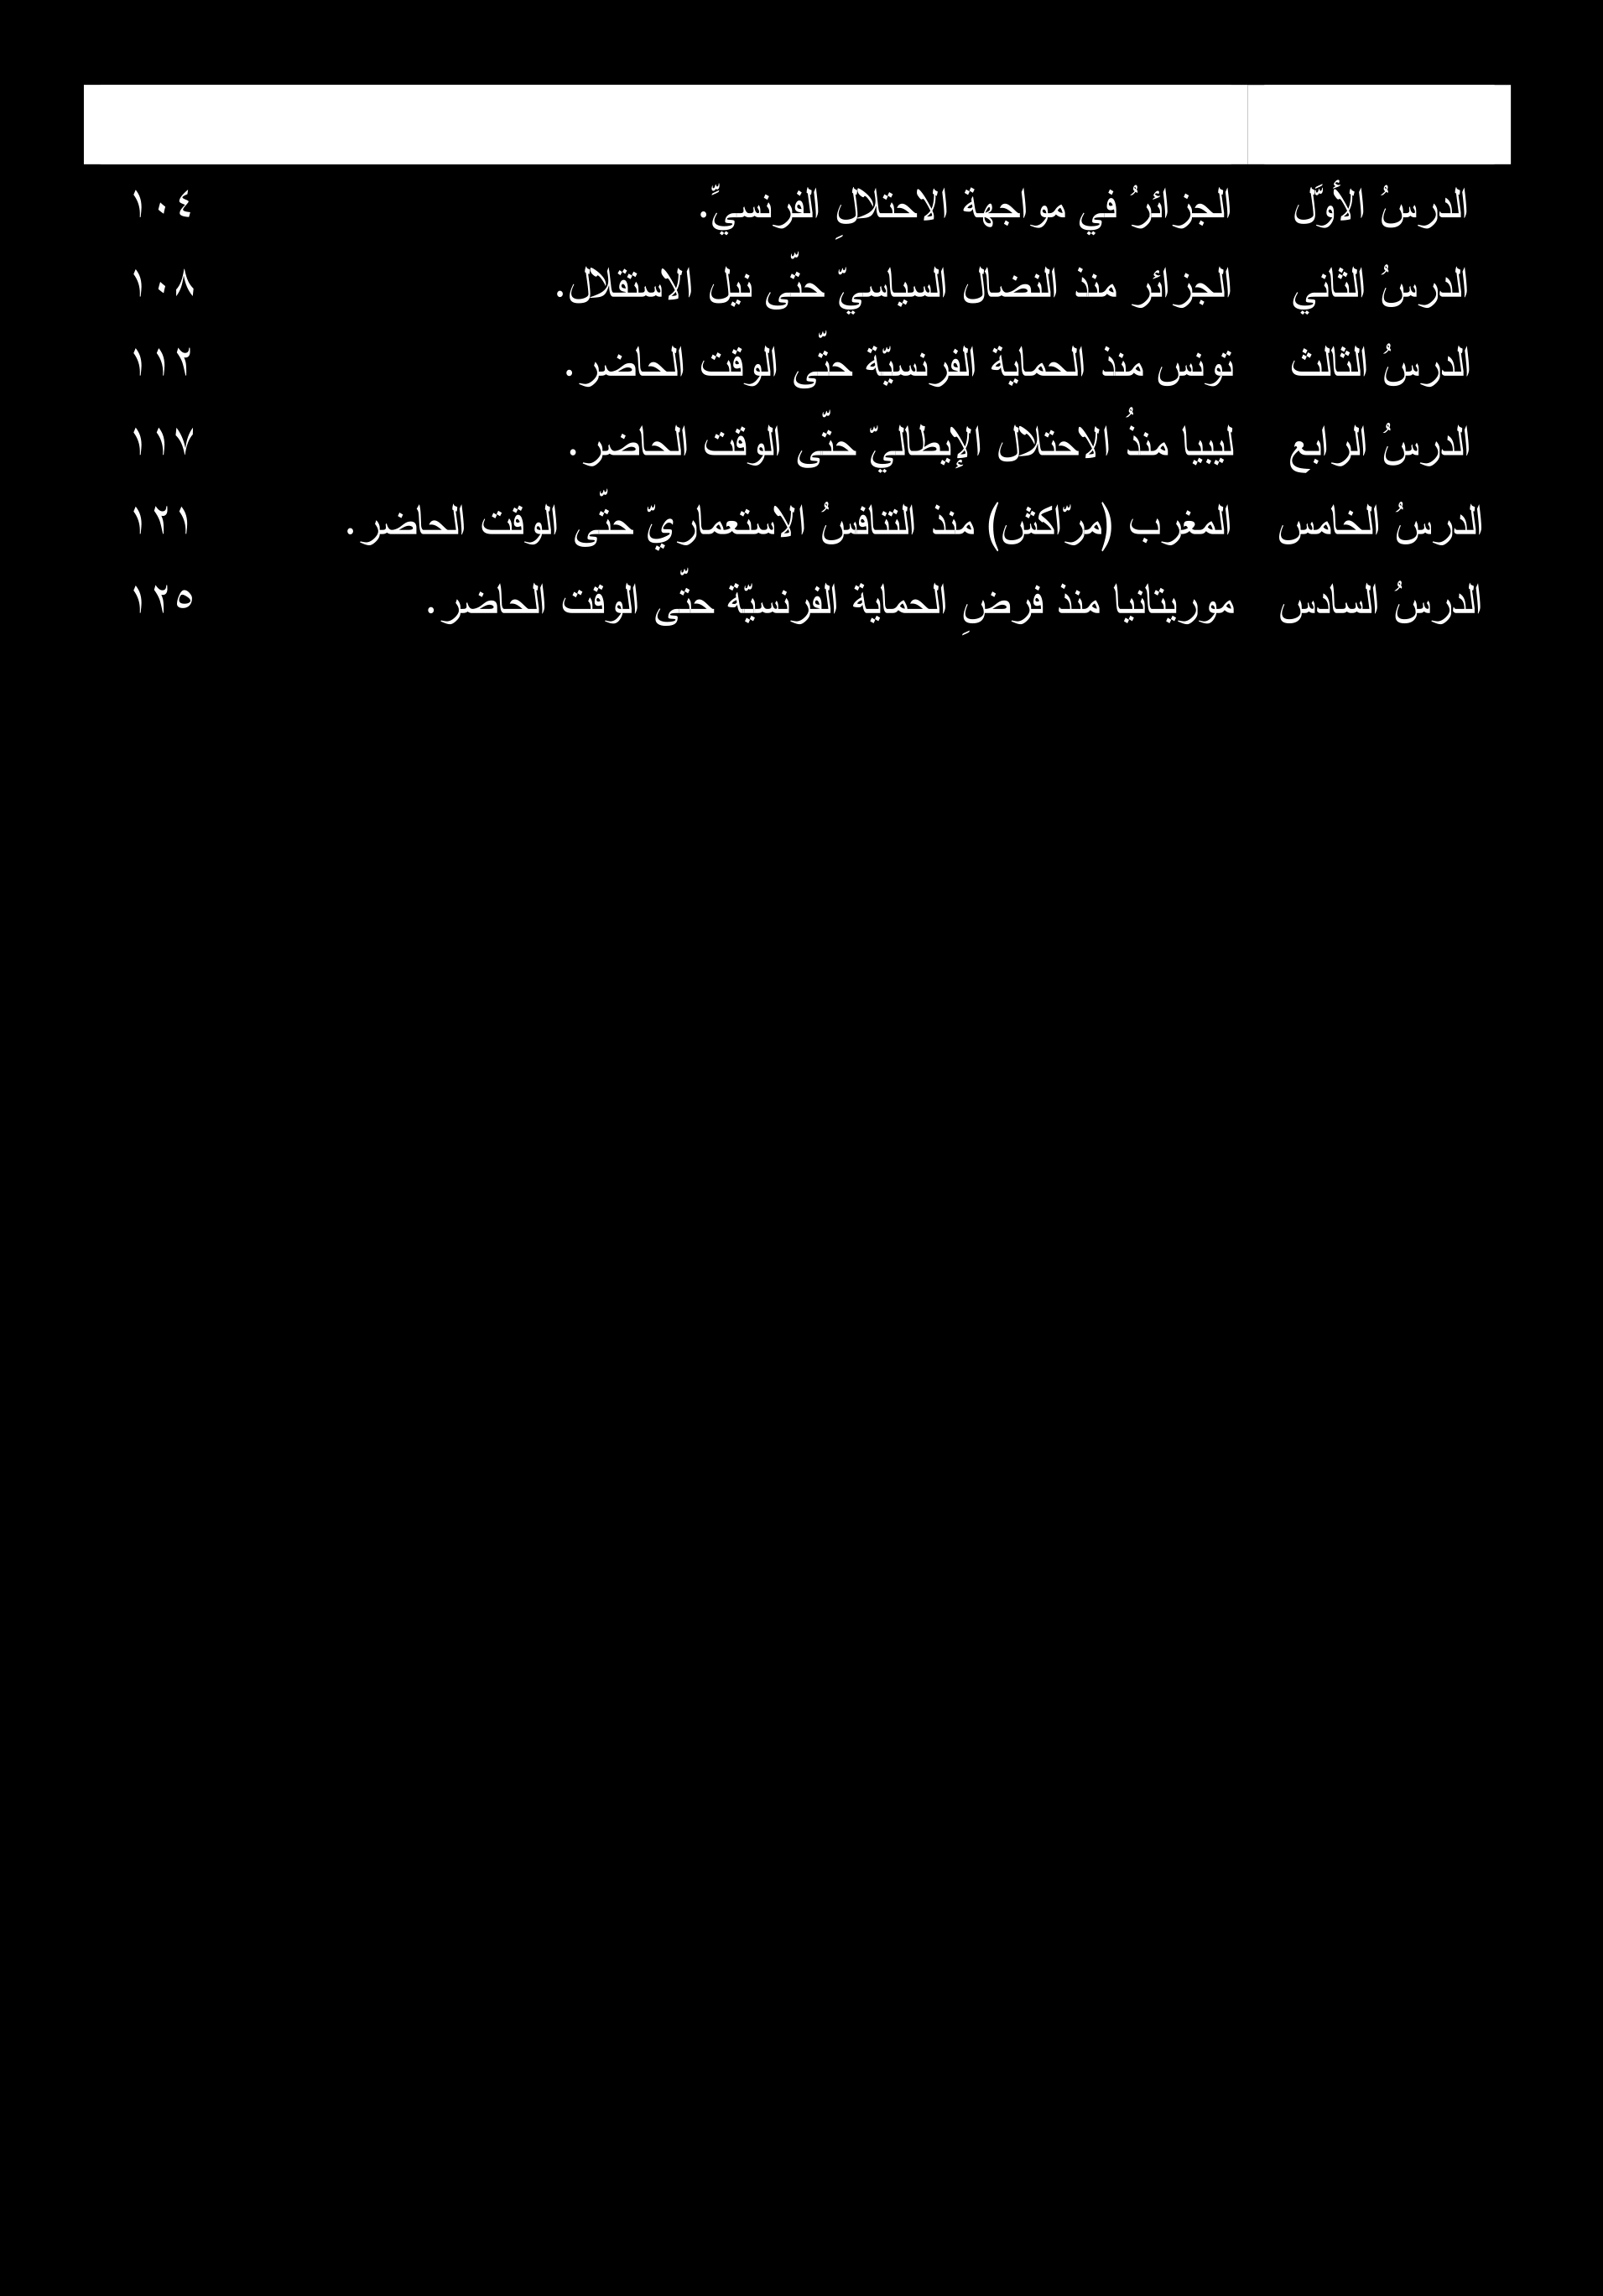 الدرسُ الأوَّل الجزائرُ في مواجهة الاحتلالِ الفرنسيِّ. ١٠٤
الدرسُ الثاني الجزائر منذ النضال السياسيّ حتّى نيل الاستقلال. ١٠٨
الدرسُ الثالث تونس منذ الحماية الفرنسيّة حتّى الوقت الحاضر. ١١٢
الدرسُ الرابع ليبيا منذُ الاحتلال الإيطاليّ حتّى الوقت الحاضر. ١١٧
الدرسُ الخامس المغرب (مرّاكش) منذ التنافسُ الاستعماريّ حتّى الوقت الحاضر. ١٢١
الدرسُ السادس موريتانيا منذ فرضِ الحماية الفرنسيّة حتّى الوقت الحاضر. ١٢٥